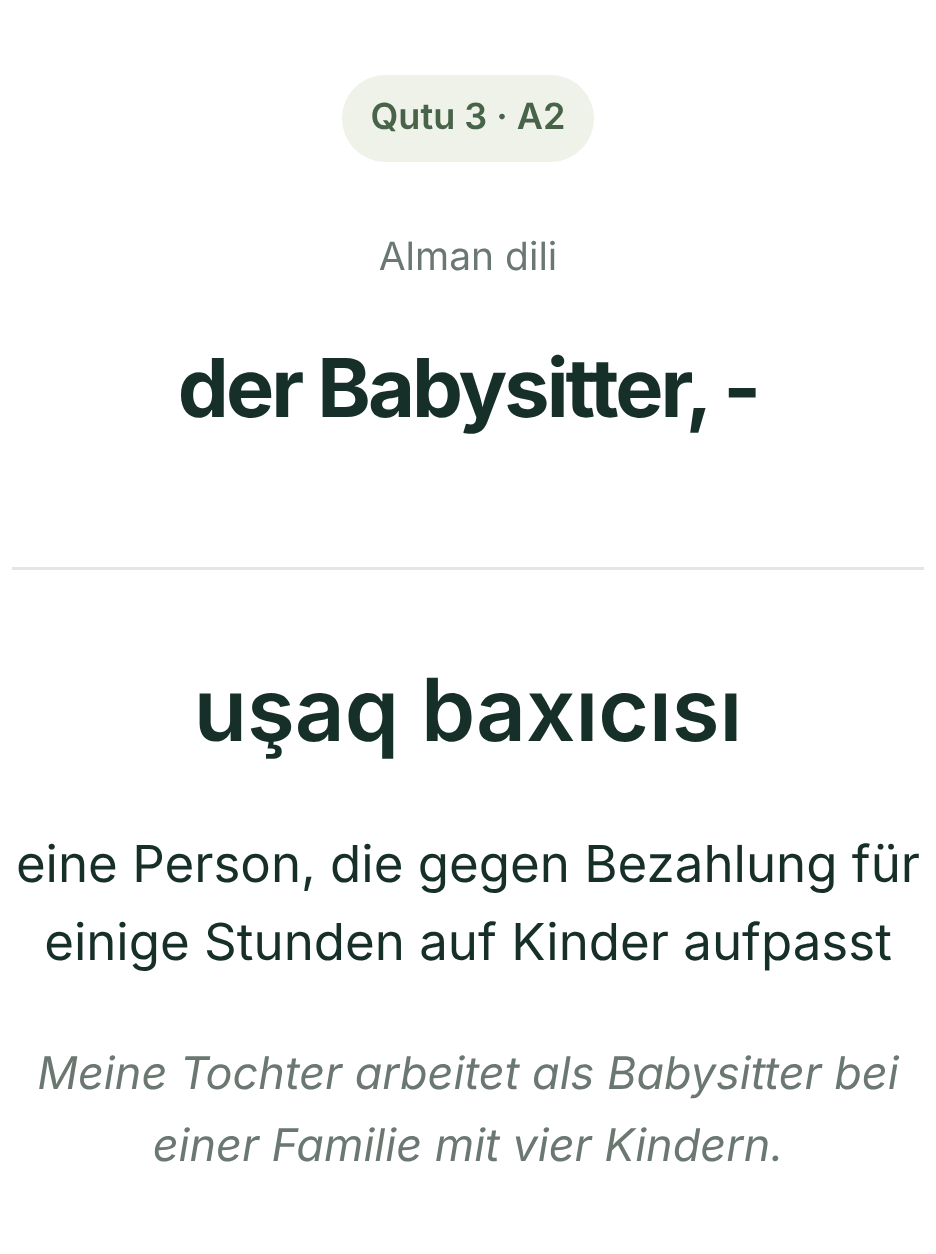 Qutu 3 · A2
Alman dili
der Babysitter, -
uşaq baxıcısı
eine Person, die gegen Bezahlung für
einige Stunden auf Kinder aufpasst
Meine Tochter arbeitet als Babysitter bei
einer Familie mit vier Kindern.